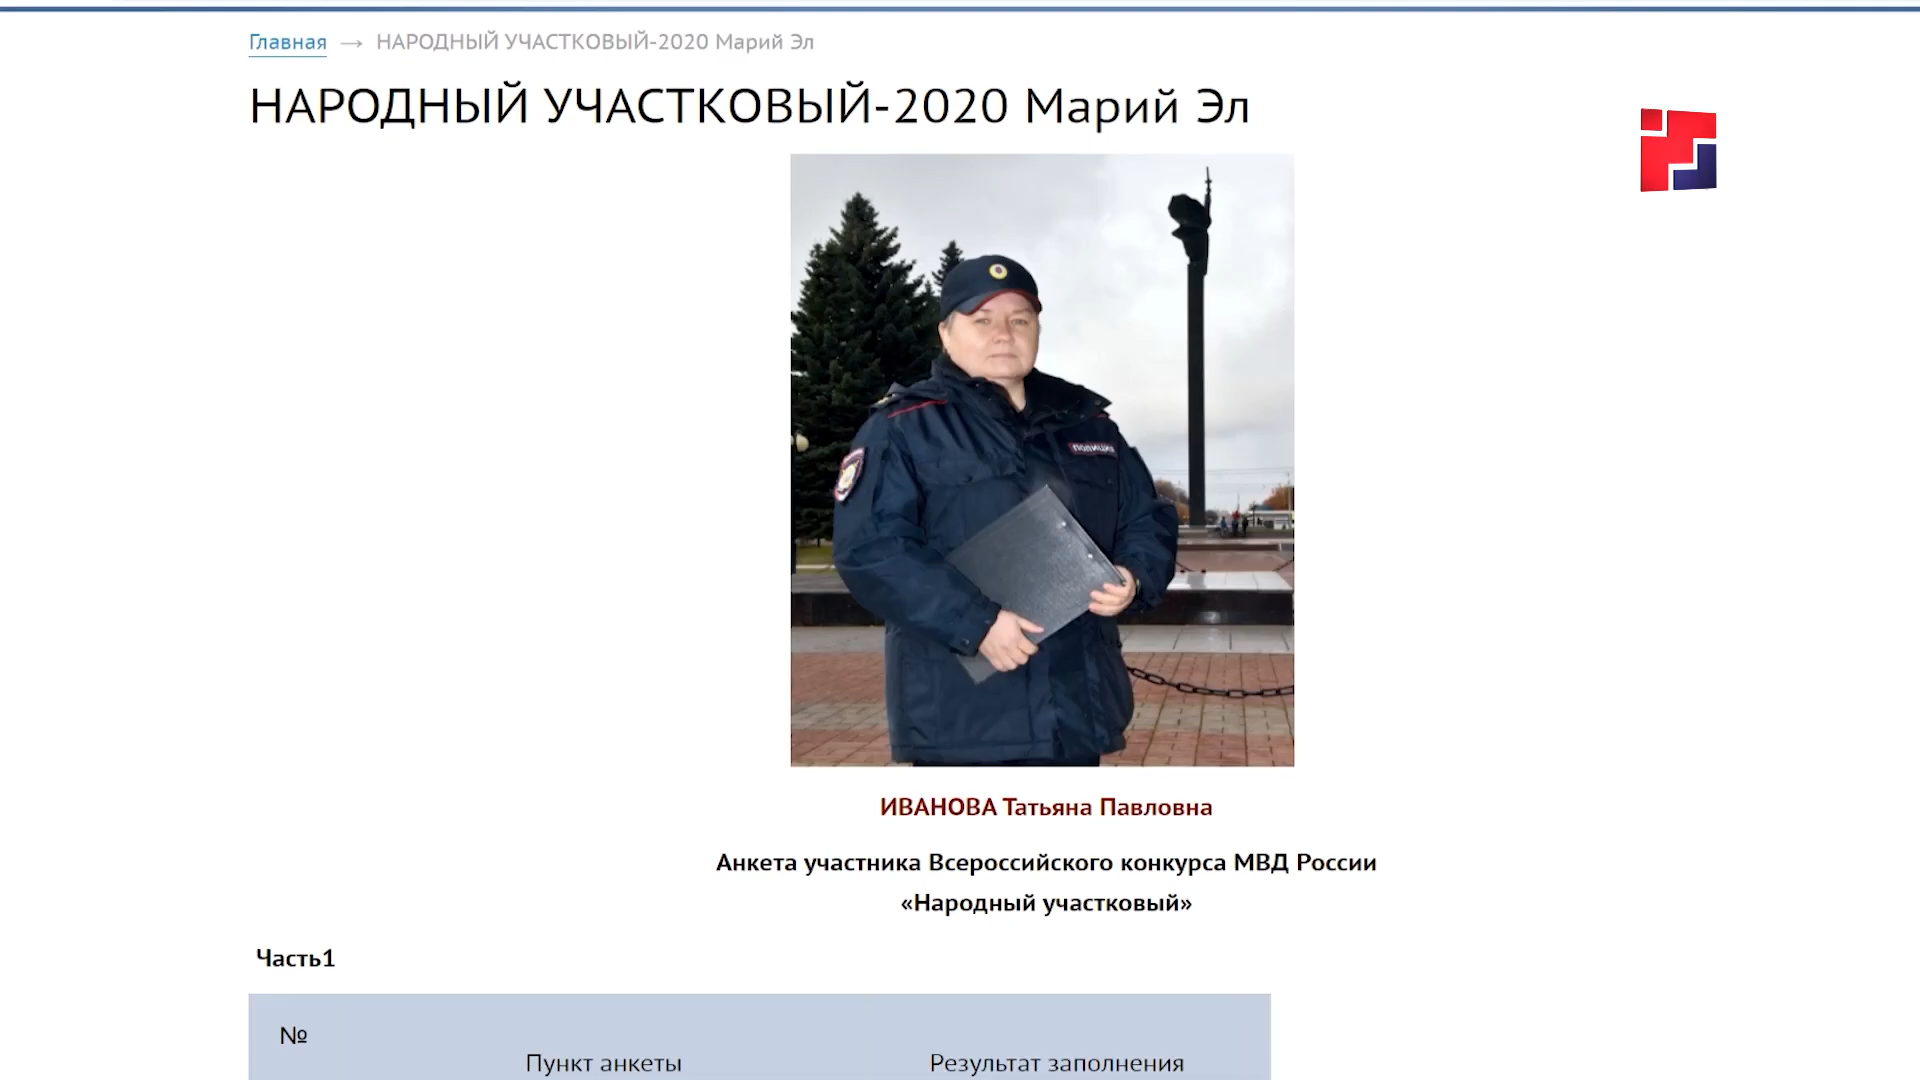 Главная → НАРОДНЫЙ УЧАСТКОВЫЙ-2020 Марий Эл
НАРОДНЫЙ УЧАСТКОВЫЙ-2020 Марий Эл
ПОЛИЦИЯ
ИВАНОВА Татьяна Павловна
Анкета участника Всероссийского конкурса МВД России
«Народный участковый»
Часть1
№
Пункт анкеты
Результат заполнения